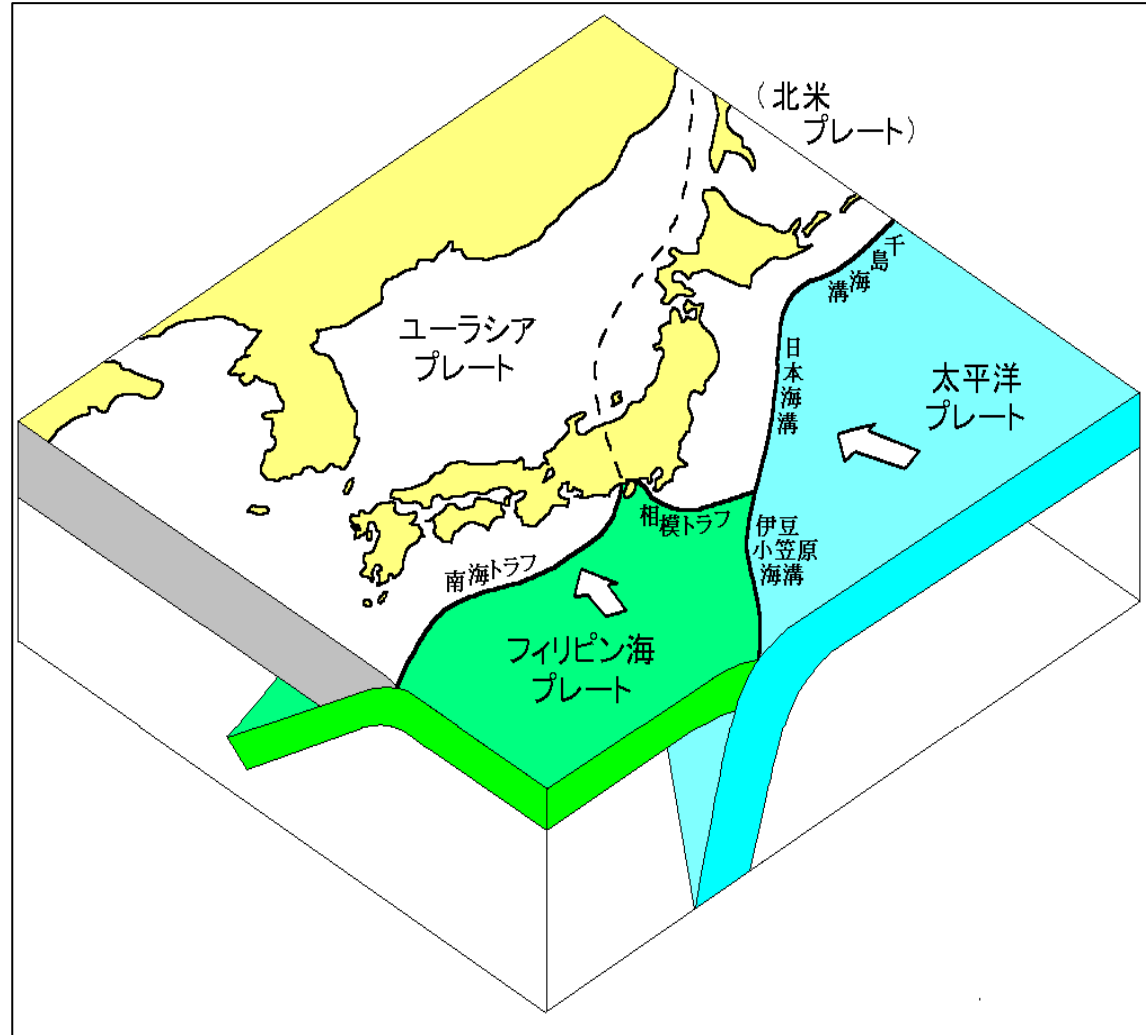 （北米
プレート）
千島海溝
ユーラシア
プレート
日本海溝
太平洋
プレート
相模トラフ
伊豆
小笠原
海溝
南海トラフ
フィリピン海
プレート